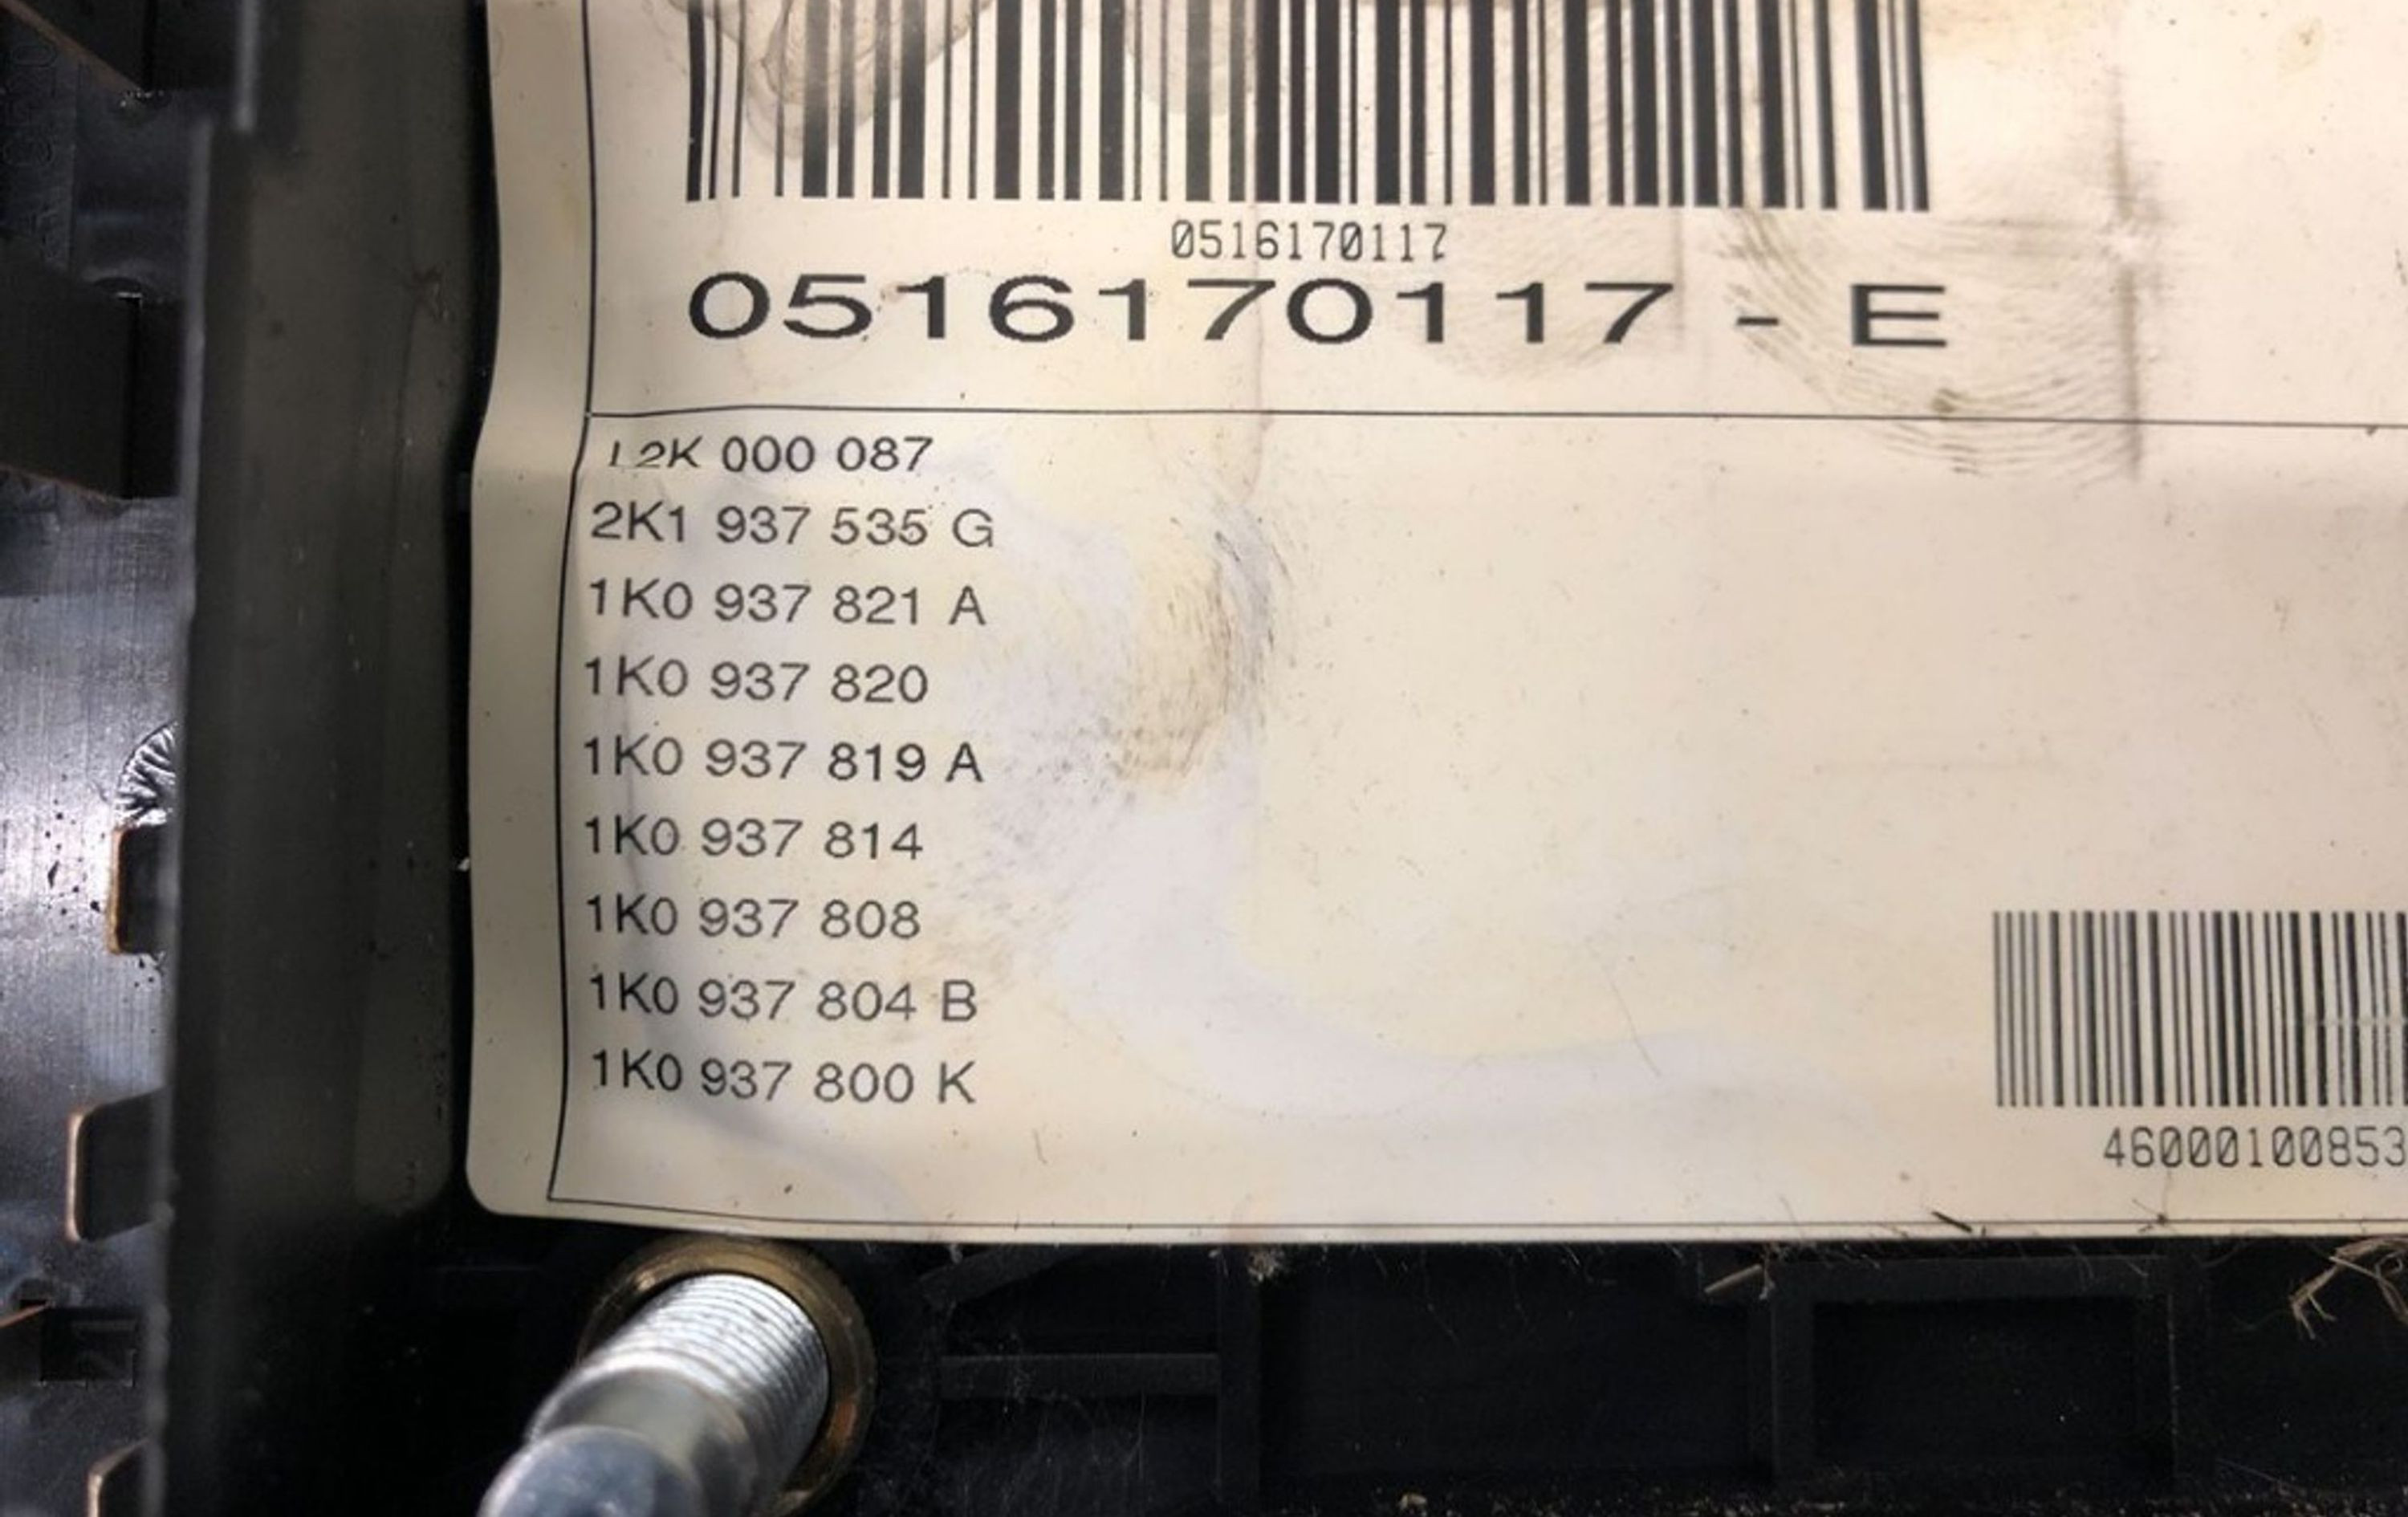 0516170117
0516170117 - E
L2K 000 087
2K1 937 535 G
1K0 937 821 A
1K0 937 820
1K0 937 819 A
1K0 937 814
1K0 937 808
1K0 937 804 B
1K0 937 800 K
46000100853